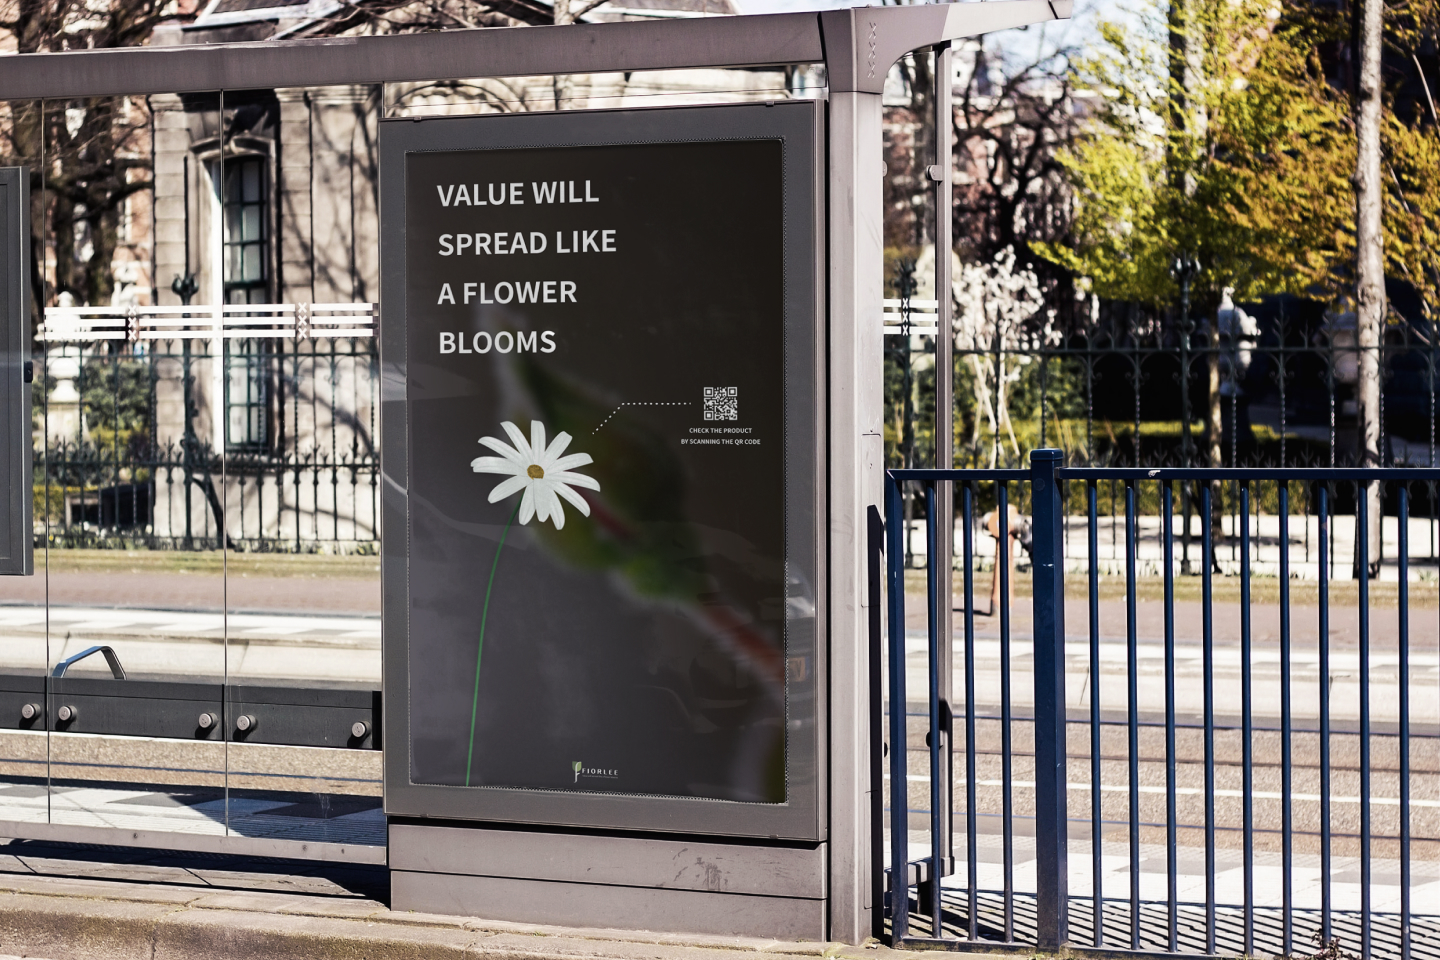 VALUE WILL
SPREAD LIKE
A FLOWER
BLOOMS
CHECK THE PRODUCT
BY SCANNING THE QR CODE
FIORLEE